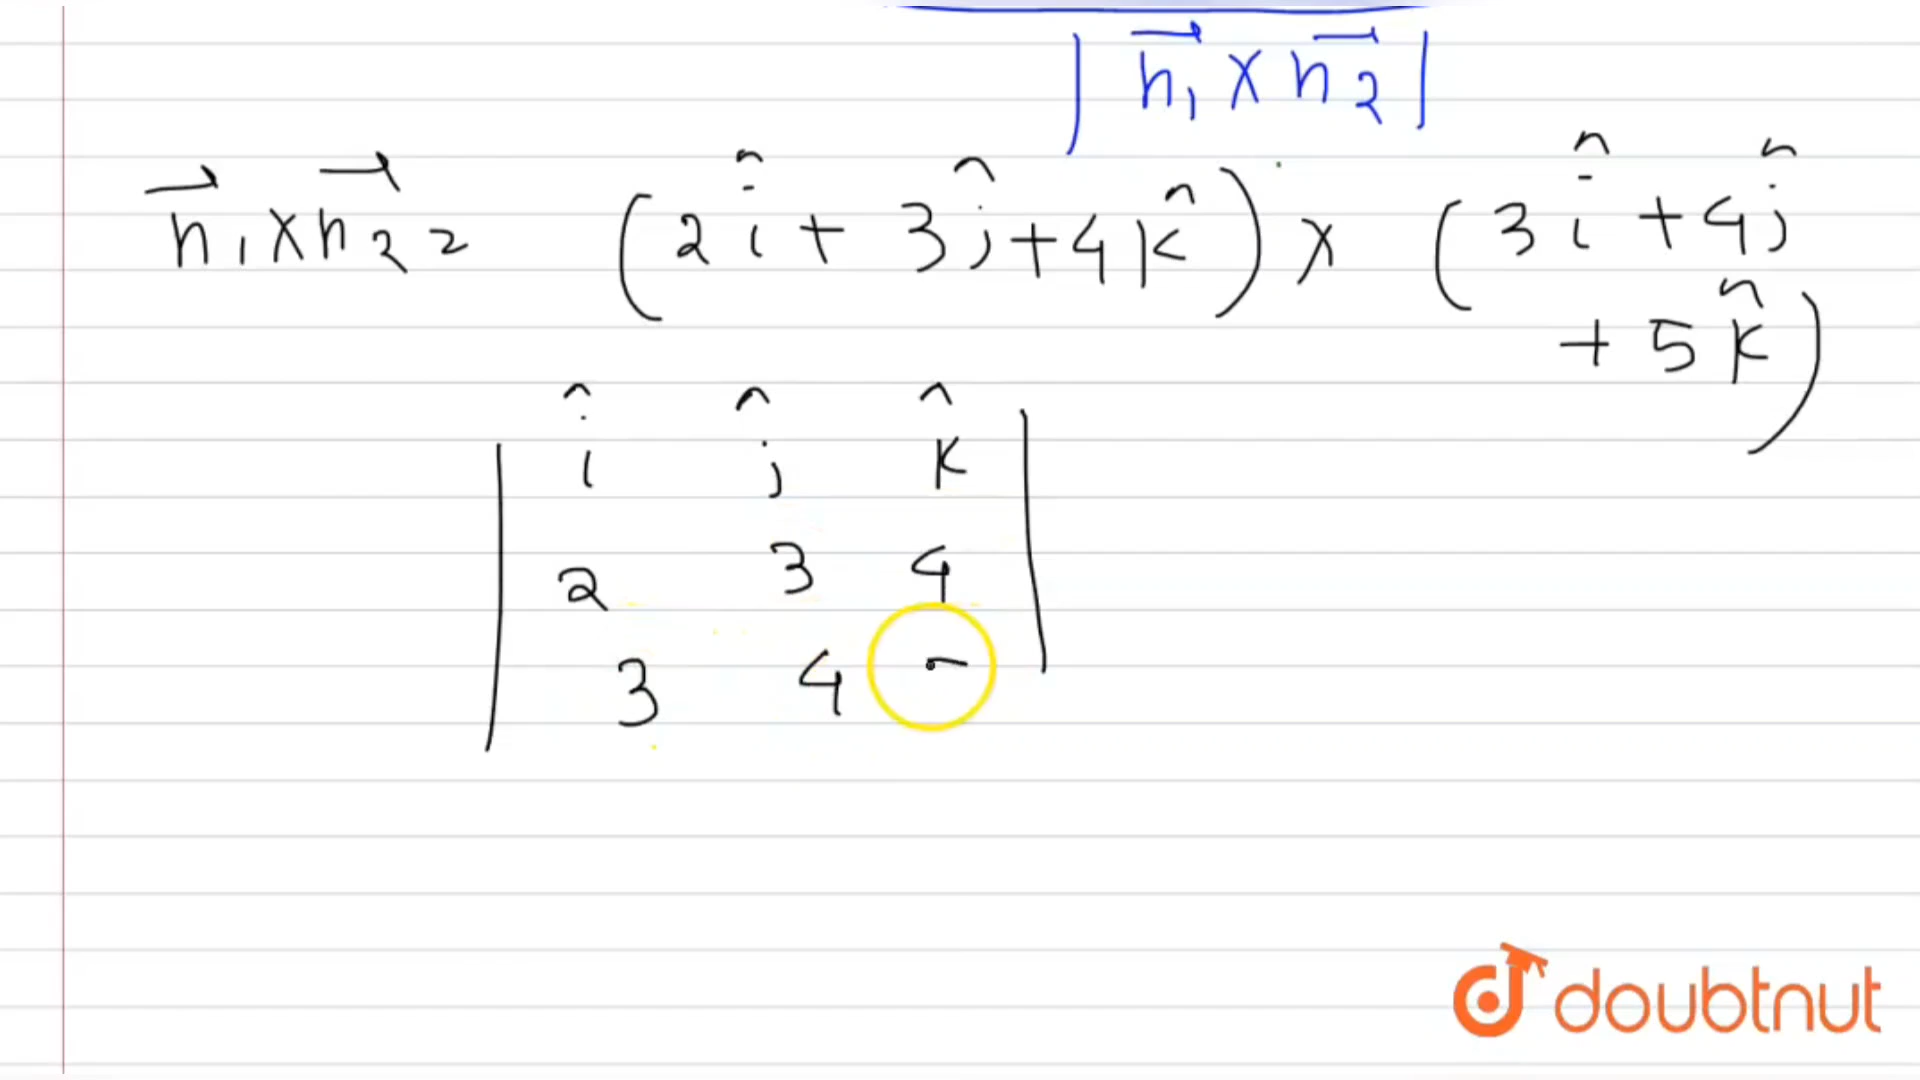 |n₁⃗ × n₂⃗|
n₁⃗ × n₂⃗ = (2î + 3ĵ + 4k̂) × (3î + 4ĵ
+ 5k̂)
| î ĵ k̂ |
2 3 4
3 4
doubtnut